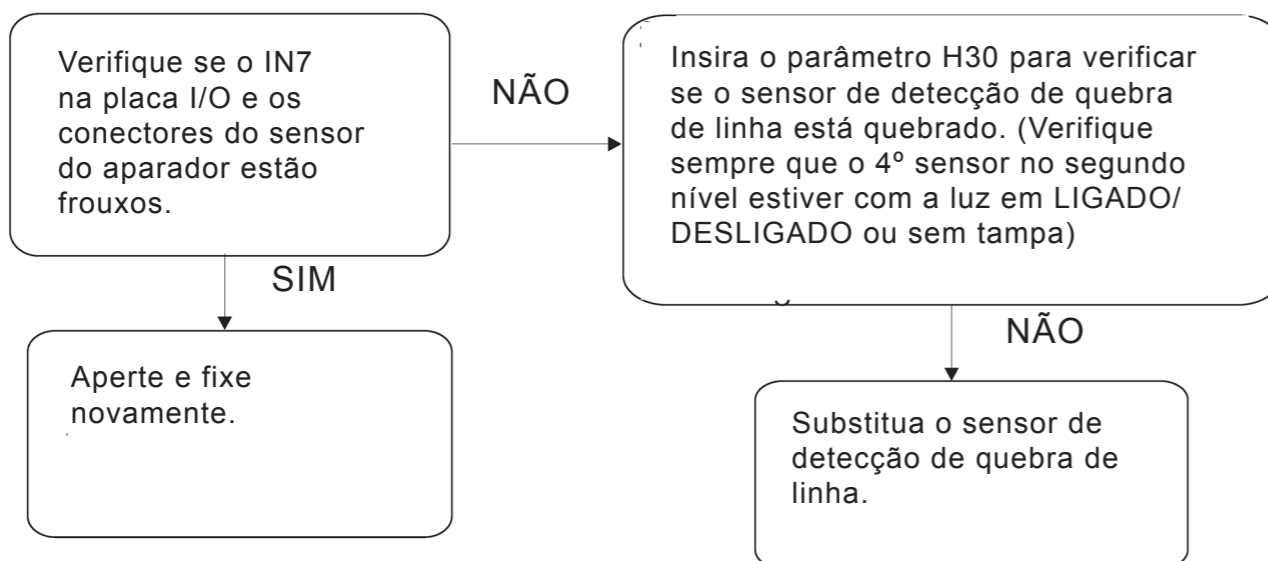 Verifique se o IN7
na placa I/O e os
conectores do sensor
do aparador estão
frouxos.
NÃO
Insira o parâmetro H30 para verificar
se o sensor de detecção de quebra
de linha está quebrado. (Verifique
sempre que o 4º sensor no segundo
nível estiver com a luz em LIGADO/
DESLIGADO ou sem tampa)
SIM
Aperte e fixe
novamente.
NÃO
Substitua o sensor de
detecção de quebra de
linha.